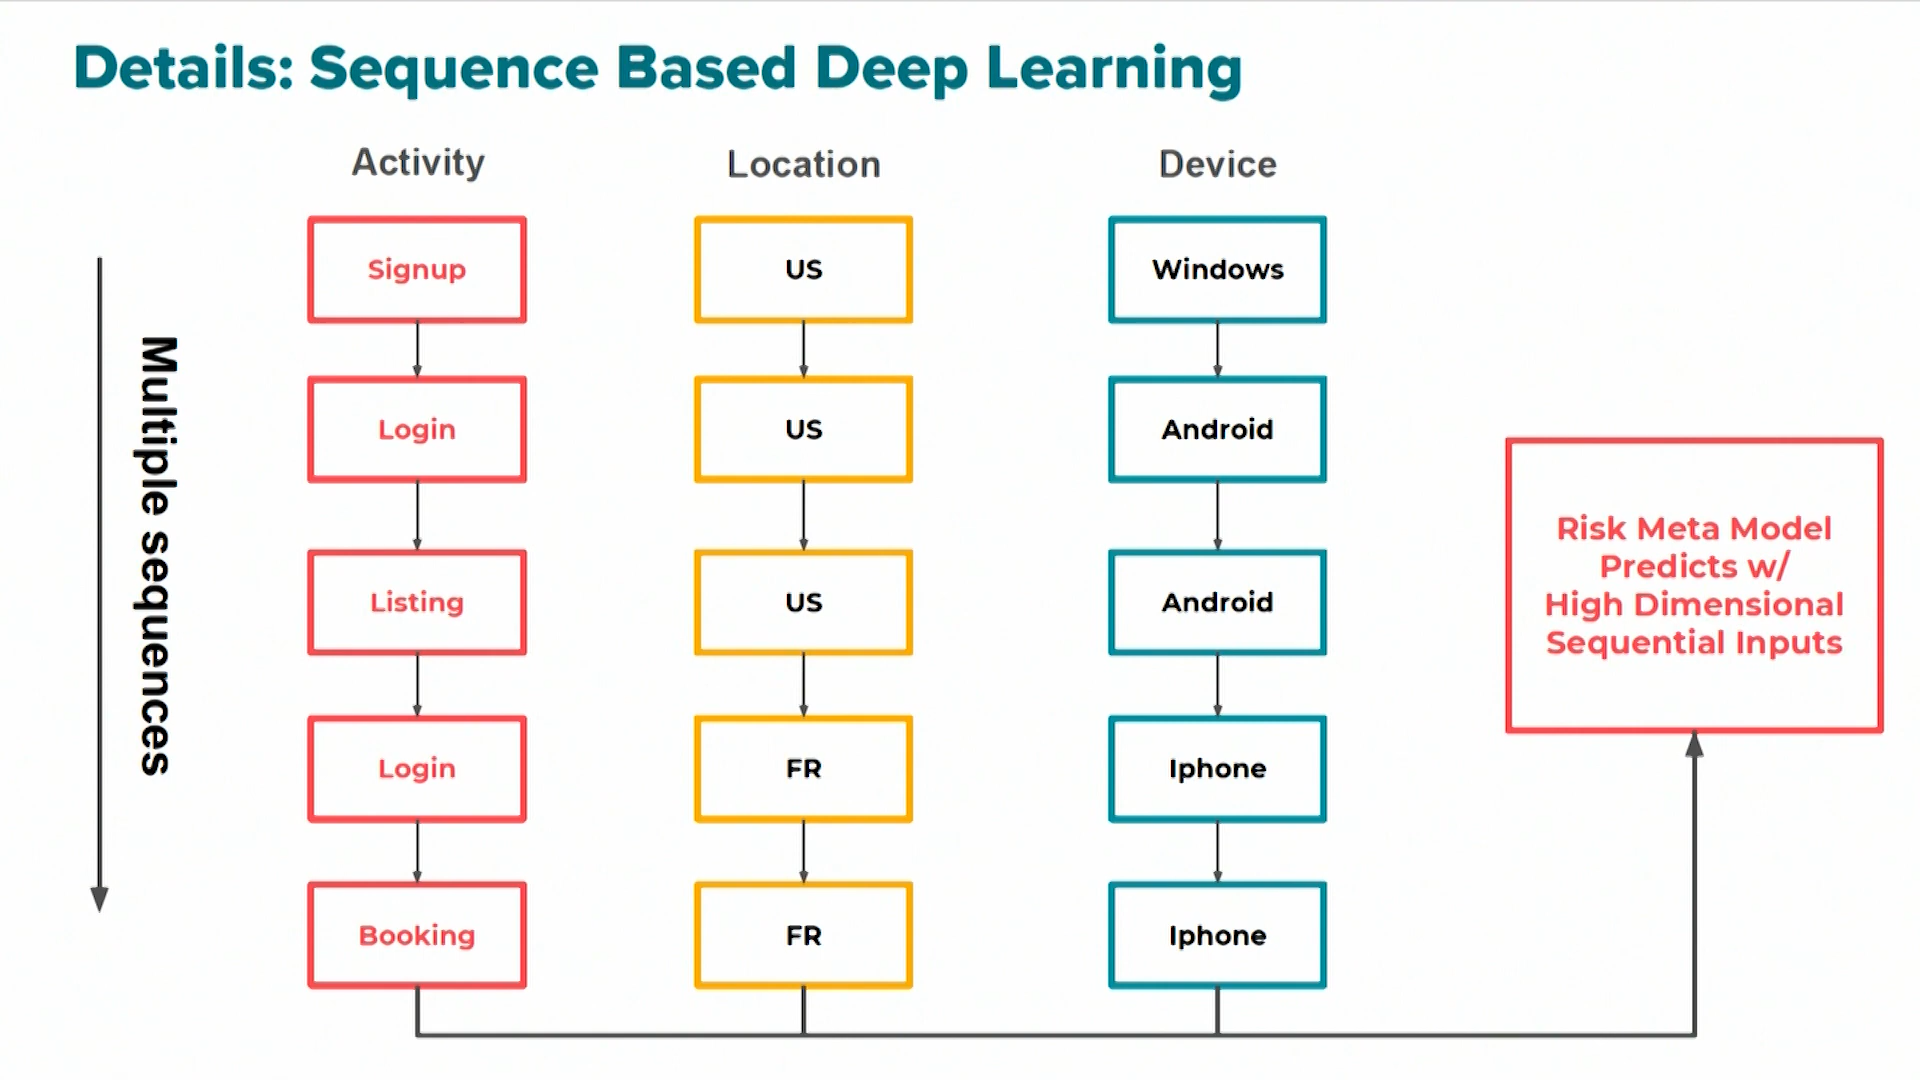 Details: Sequence Based Deep Learning
Activity
Location
Device
Multiple sequences
Signup
US
Windows
Login
US
Android
Listing
US
Android
Login
FR
Iphone
Booking
FR
Iphone
Risk Meta Model
Predicts w/
High Dimensional
Sequential Inputs